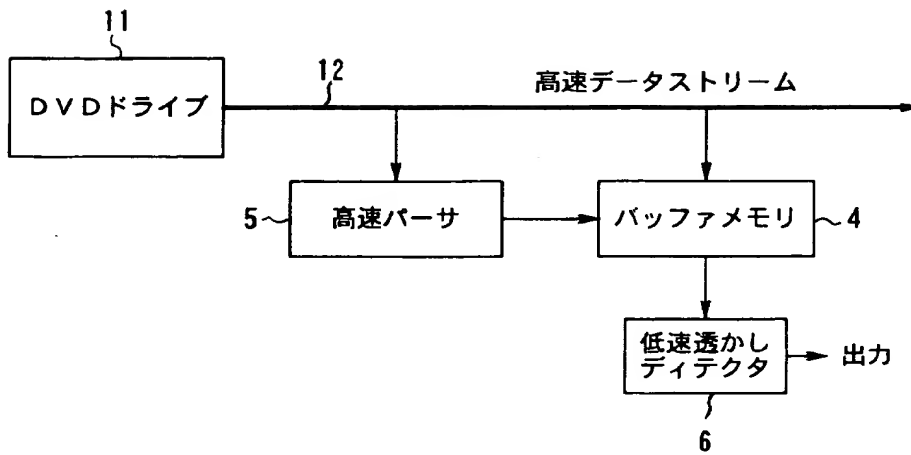 11
DVDドライブ
12
高速データストリーム
5
高速パーサ
バッファメモリ
4
低速透かし
ディテクタ
出力
6